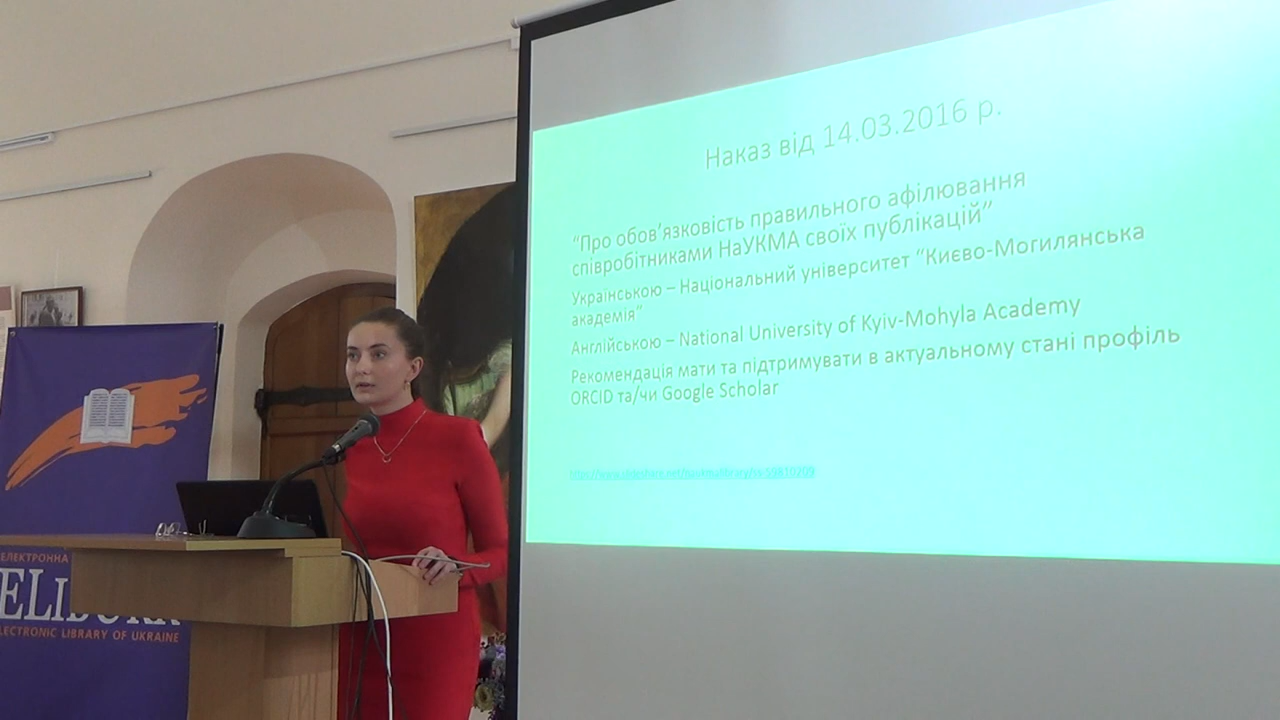 Наказ від 14.03.2016 р.
“Про обов’язковість правильного афілювання
співробітниками НаУКМА своїх публікацій”
Українською – Національний університет “Києво-Могилянська
академія”
Англійською – National University of Kyiv-Mohyla Academy
Рекомендація мати та підтримувати в актуальному стані профіль
ORCID та/чи Google Scholar
ЕЛЕКТРОННА
LECTRONIC LIBRARY OF UKRAINE